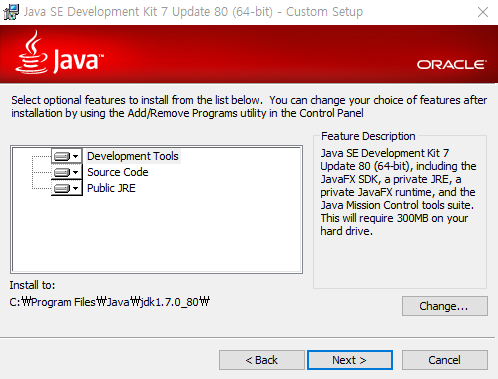 Java SE Development Kit 7 Update 80 (64-bit) - Custom Setup
Java™
ORACLE
Select optional features to install from the list below.  You can change your choice of features after
installation by using the Add/Remove Programs utility in the Control Panel
Development Tools
Source Code
Public JRE
Feature Description
Java SE Development Kit 7
Update 80 (64-bit), including the
JavaFX SDK, a private JRE, a
private JavaFX runtime, and the
Java Mission Control tools suite.
This will require 300MB on your
hard drive.
Install to:
C:₩Program Files₩Java₩jdk1.7.0_80₩
Change...
< Back
Next >
Cancel